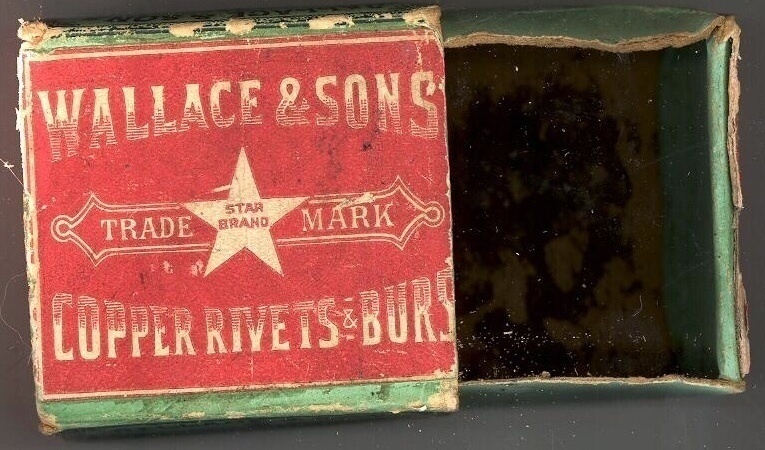 WALLACE & SONS
STAR
BRAND
TRADE MARK
COPPER RIVETS & BURS